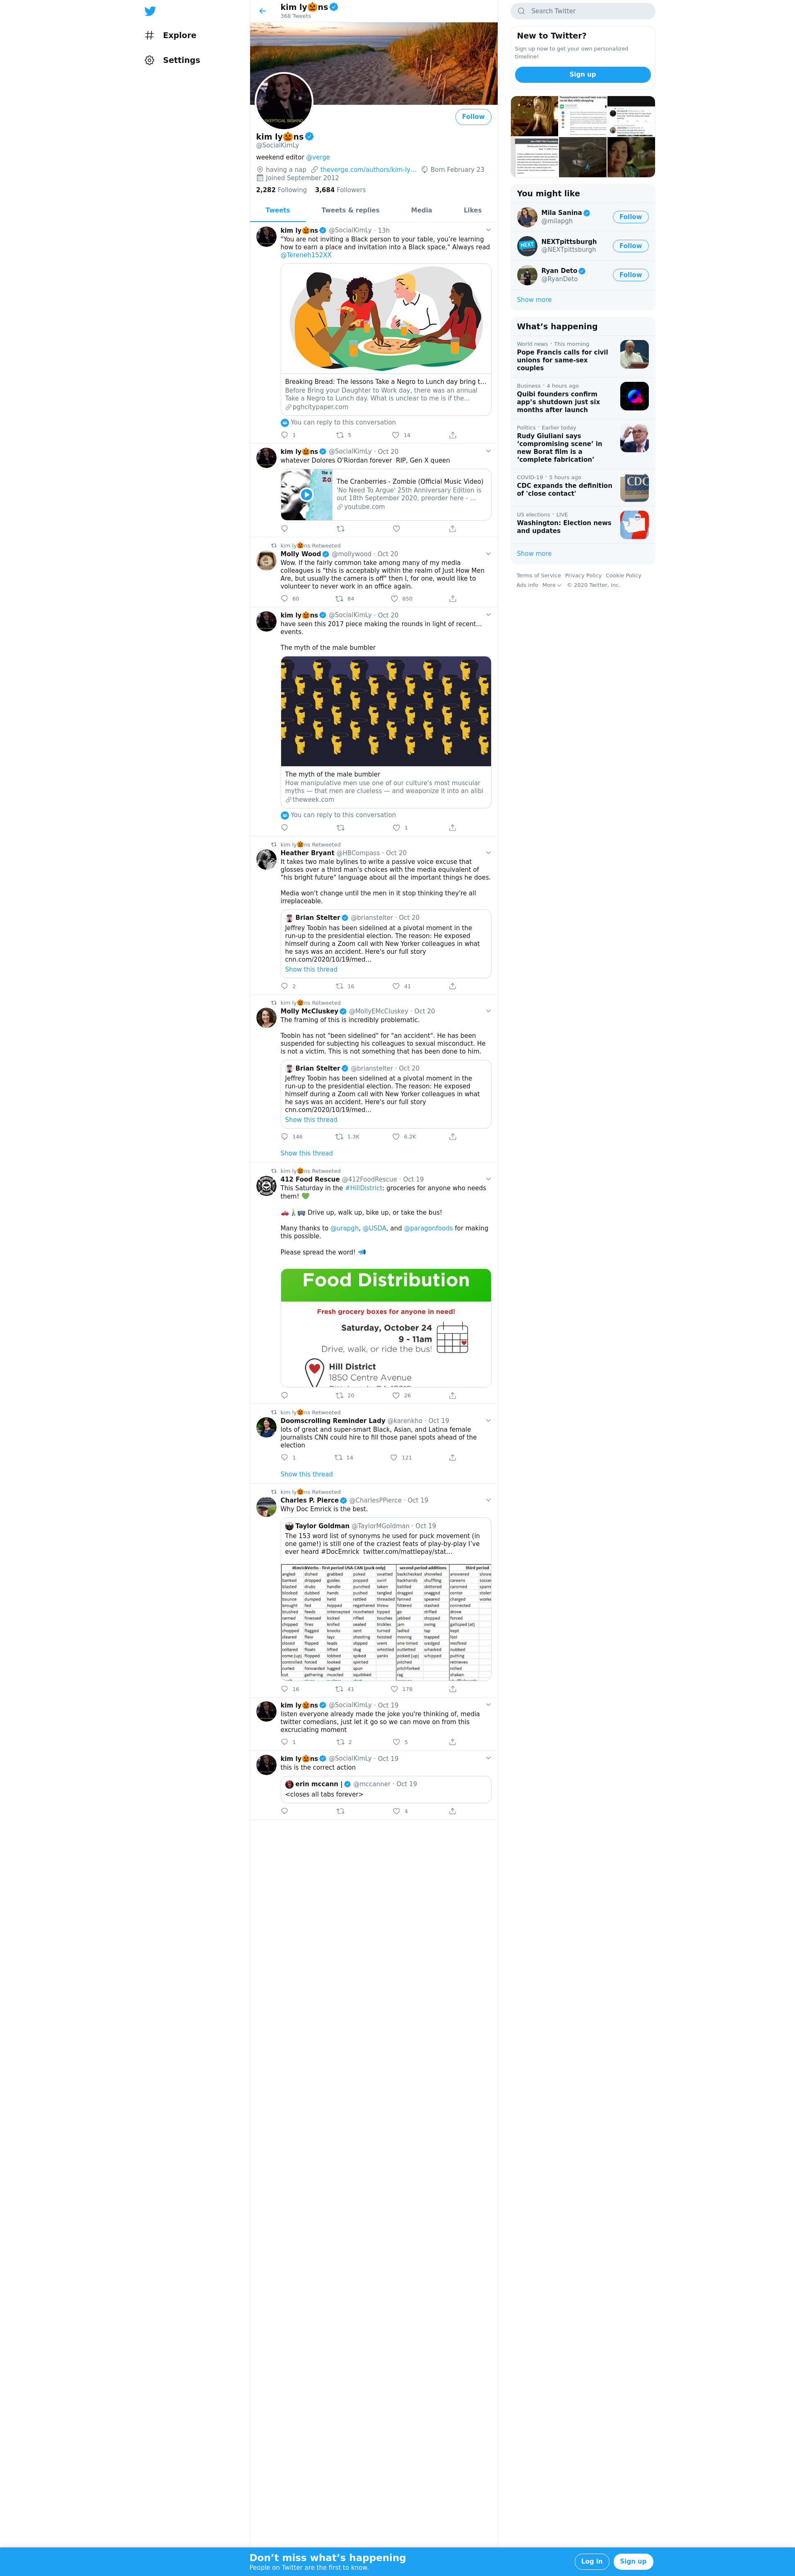 Explore
Settings
kim ly🎃ns
368 Tweets
Follow
kim ly🎃ns
@SocialKimLy
weekend editor @verge
having a nap theverge.com/authors/kim-ly… Born February 23
Joined September 2012
2,282 Following 3,684 Followers
Tweets Tweets & replies Media Likes
kim ly🎃ns @SocialKimLy · 13h
"You are not inviting a Black person to your table, you’re learning
how to earn a place and invitation into a Black space." Always read
@Tereneh152XX
Breaking Bread: The lessons Take a Negro to Lunch day bring t…
Before Bring your Daughter to Work day, there was an annual
Take a Negro to Lunch day. What is unclear to me is if the…
pghcitypaper.com
You can reply to this conversation
1 5 14
kim ly🎃ns @SocialKimLy · Oct 20
whatever Dolores O'Riordan forever RIP, Gen X queen
The Cranberries - Zombie (Official Music Video)
'No Need To Argue' 25th Anniversary Edition is
out 18th September 2020, preorder here - …
youtube.com
kim ly🎃ns Retweeted
Molly Wood @mollywood · Oct 20
Wow. If the fairly common take among many of my media
colleagues is "this is acceptably within the realm of Just How Men
Are, but usually the camera is off" then I, for one, would like to
volunteer to never work in an office again.
60 84 850
kim ly🎃ns @SocialKimLy · Oct 20
have seen this 2017 piece making the rounds in light of recent…
events.
The myth of the male bumbler
The myth of the male bumbler
How manipulative men use one of our culture's most muscular
myths — that men are clueless — and weaponize it into an alibi
theweek.com
You can reply to this conversation
1
kim ly🎃ns Retweeted
Heather Bryant @HBCompass · Oct 20
It takes two male bylines to write a passive voice excuse that
glosses over a third man's choices with the media equivalent of
"his bright future" language about all the important things he does.
Media won't change until the men in it stop thinking they're all
irreplaceable.
Brian Stelter @brianstelter · Oct 20
Jeffrey Toobin has been sidelined at a pivotal moment in the
run-up to the presidential election. The reason: He exposed
himself during a Zoom call with New Yorker colleagues in what
he says was an accident. Here's our full story
cnn.com/2020/10/19/med…
Show this thread
2 16 41
kim ly🎃ns Retweeted
Molly McCluskey @MollyEMcCluskey · Oct 20
The framing of this is incredibly problematic.
Toobin has not "been sidelined" for "an accident". He has been
suspended for subjecting his colleagues to sexual misconduct. He
is not a victim. This is not something that has been done to him.
Brian Stelter @brianstelter · Oct 20
Jeffrey Toobin has been sidelined at a pivotal moment in the
run-up to the presidential election. The reason: He exposed
himself during a Zoom call with New Yorker colleagues in what
he says was an accident. Here's our full story
cnn.com/2020/10/19/med…
Show this thread
146 1.3K 6.2K
Show this thread
kim ly🎃ns Retweeted
412 Food Rescue @412FoodRescue · Oct 19
This Saturday in the #HillDistrict: groceries for anyone who needs
them! 💚
🚗🚶🚌 Drive up, walk up, bike up, or take the bus!
Many thanks to @urapgh, @USDA, and @paragonfoods for making
this possible.
Please spread the word! 📣
Food Distribution
Fresh grocery boxes for anyone in need!
Saturday, October 24
9 - 11am
Drive, walk, or ride the bus!
Hill District
1850 Centre Avenue
20 26
kim ly🎃ns Retweeted
Doomscrolling Reminder Lady @karenkho · Oct 19
lots of great and super-smart Black, Asian, and Latina female
journalists CNN could hire to fill those panel spots ahead of the
election
1 14 121
Show this thread
kim ly🎃ns Retweeted
Charles P. Pierce @CharlesPPierce · Oct 19
Why Doc Emrick is the best.
Taylor Goldman @TaylorMGoldman · Oct 19
The 153 word list of synonyms he used for puck movement (in
one game!) is still one of the craziest feats of play-by-play I’ve
ever heard #DocEmrick twitter.com/mattlepay/stat…
16 41 178
kim ly🎃ns @SocialKimLy · Oct 19
listen everyone already made the joke you're thinking of, media
twitter comedians, just let it go so we can move on from this
excruciating moment
1 2 5
kim ly🎃ns @SocialKimLy · Oct 19
this is the correct action
erin mccann | @mccanner · Oct 19
<closes all tabs forever>
4
Search Twitter
New to Twitter?
Sign up now to get your own personalized
timeline!
Sign up
You might like
Mila Sanina
@milapgh
Follow
NEXTpittsburgh
@NEXTpittsburgh
Follow
Ryan Deto
@RyanDeto
Follow
Show more
What’s happening
World news · This morning
Pope Francis calls for civil
unions for same-sex
couples
Business · 4 hours ago
Quibi founders confirm
app’s shutdown just six
months after launch
Politics · Earlier today
Rudy Giuliani says
‘compromising scene’ in
new Borat film is a
‘complete fabrication’
COVID-19 · 5 hours ago
CDC expands the definition
of 'close contact'
US elections · LIVE
Washington: Election news
and updates
Show more
Terms of Service Privacy Policy Cookie Policy
Ads info More © 2020 Twitter, Inc.
Don’t miss what’s happening
People on Twitter are the first to know.
Log in
Sign up